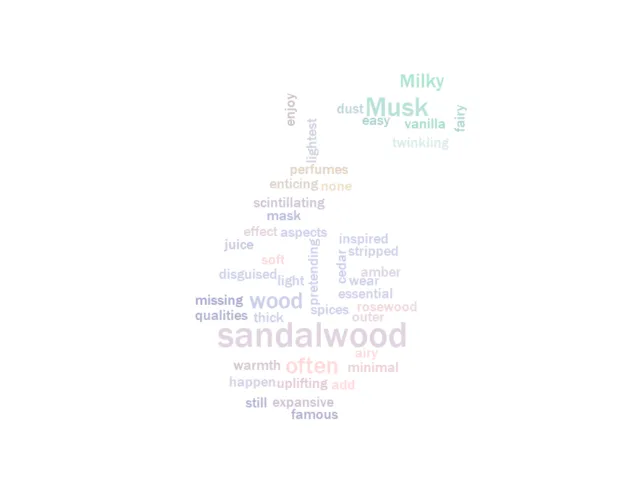 Milky
enjoy
dust Musk fairy
easy vanilla
lightest
twinkling
perfumes
enticing none
scintillating
mask
effect aspects
juice pretending inspired
cedar stripped
soft
disguised light amber
wear
missing wood essential
qualities thick spices rosewood
outer
sandalwood
airy
warmth often minimal
happen uplifting add
still expansive
famous